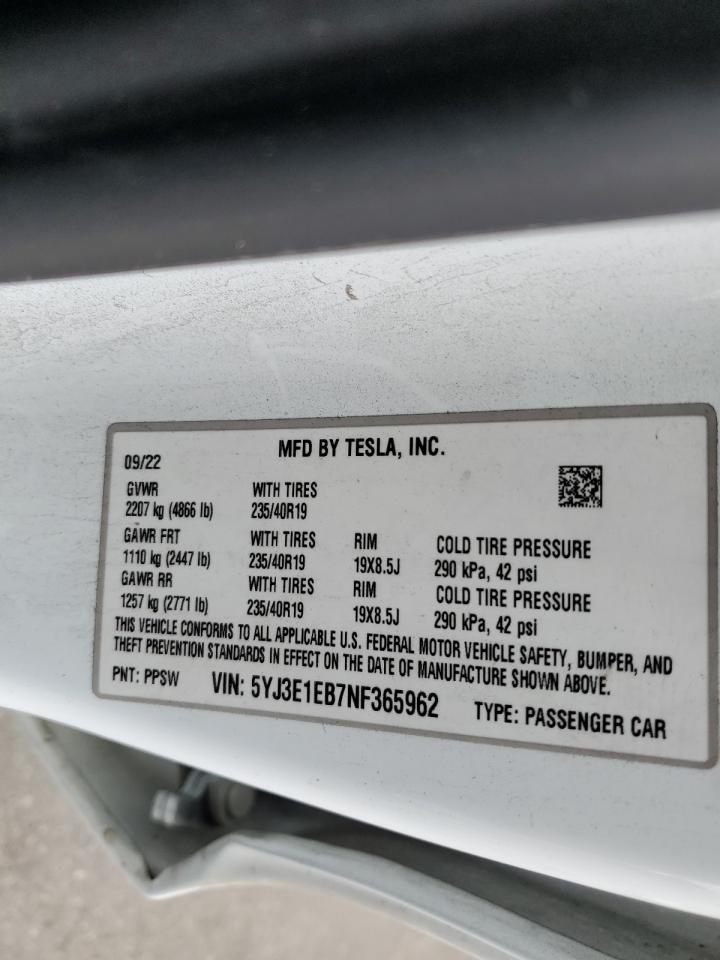 MFD BY TESLA, INC.
09/22
GVWR WITH TIRES
2207 kg (4866 lb) 235/40R19
GAWR FRT WITH TIRES RIM COLD TIRE PRESSURE
1110 kg (2447 lb) 235/40R19 19X8.5J 290 kPa, 42 psi
GAWR RR WITH TIRES RIM COLD TIRE PRESSURE
1257 kg (2771 lb) 235/40R19 19X8.5J 290 kPa, 42 psi
THIS VEHICLE CONFORMS TO ALL APPLICABLE U.S. FEDERAL MOTOR VEHICLE SAFETY, BUMPER, AND
THEFT PREVENTION STANDARDS IN EFFECT ON THE DATE OF MANUFACTURE SHOWN ABOVE.
PNT: PPSW VIN: 5YJ3E1EB7NF365962 TYPE: PASSENGER CAR